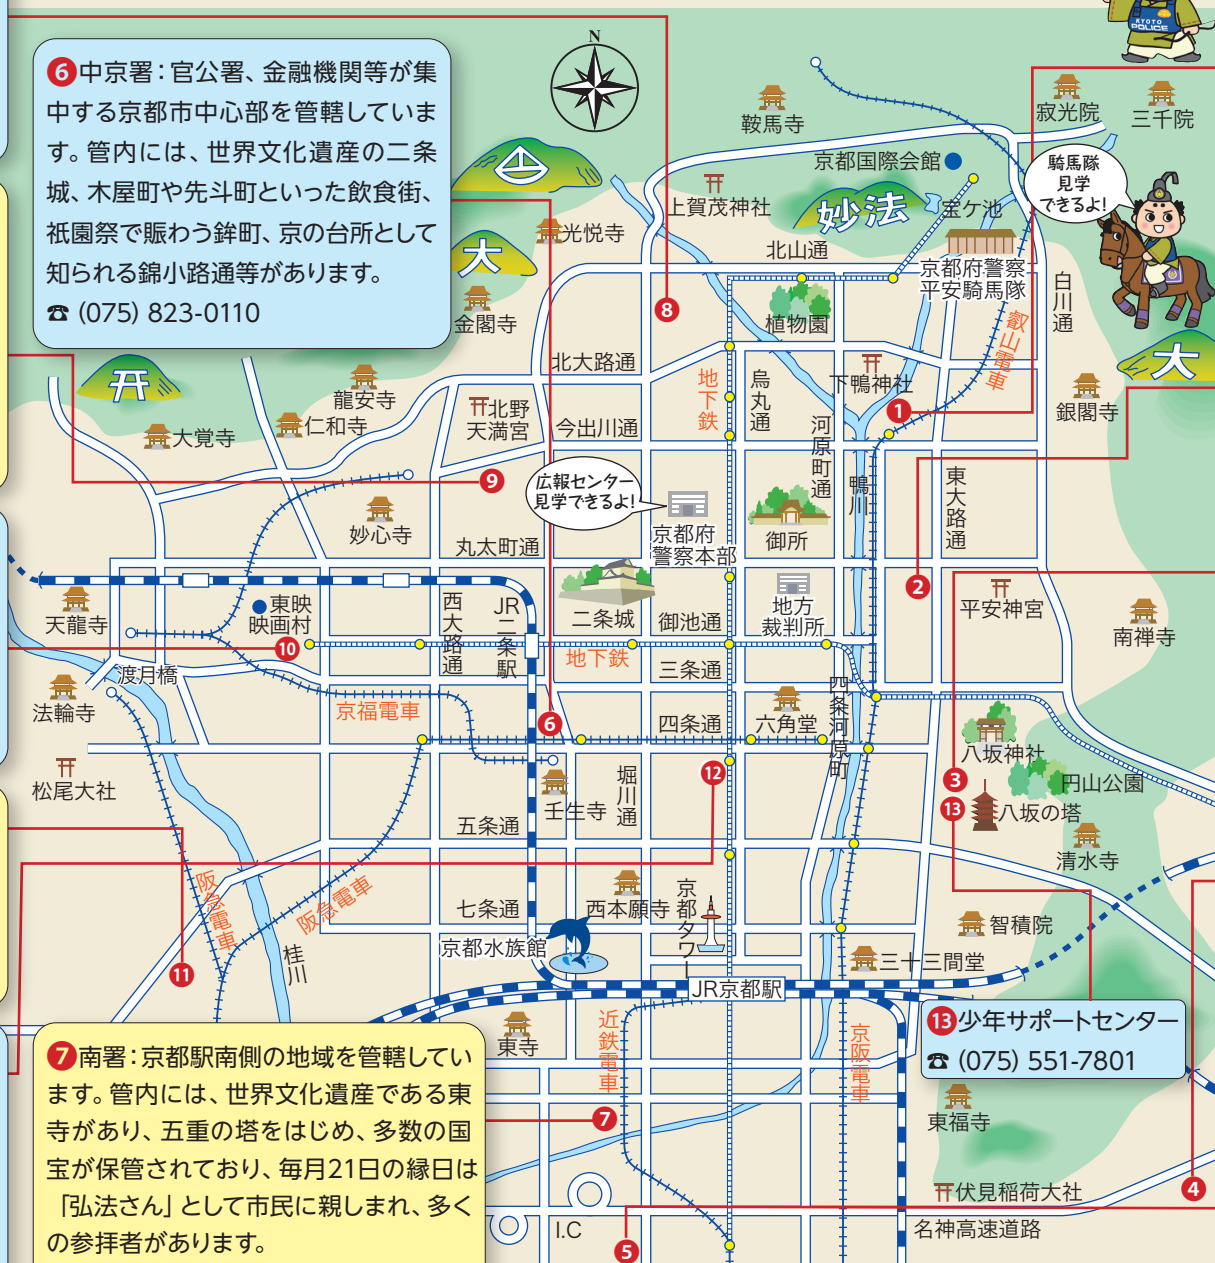 KYOTO
POLICE
❻中京署：官公署、金融機関等が集
中する京都市中心部を管轄していま
す。管内には、世界文化遺産の二条
城、木屋町や先斗町といった飲食街、
祇園祭で賑わう鉾町、京の台所として
知られる錦小路通等があります。
☎ (075) 823-0110
N
鞍馬寺
寂光院
三千院
京都国際会館
騎馬隊
見学
できるよ!
上賀茂神社
妙法
宝ケ池
光悦寺
大
北山通
京都府警察
平安騎馬隊
白川通
金閣寺
❽
植物園
叡山電車
北大路通
地下鉄
烏丸通
下鴨神社
大
龍安寺
北野
天満宮
仁和寺
大覚寺
今出川通
河原町通
❶
銀閣寺
❾
広報センター
見学できるよ!
鴨川
東大路通
妙心寺
丸太町通
京都府
警察本部
御所
❷
天龍寺
東映
映画村
西大路通
JR二条駅
二条城
御池通
地方
裁判所
平安神宮
南禅寺
❿
地下鉄
三条通
渡月橋
法輪寺
京福電車
❻
四条通
六角堂
四条河原町
八坂神社
松尾大社
⓬
❸
円山公園
壬生寺
堀川通
⓭
八坂の塔
五条通
清水寺
阪急電車
阪急電車
七条通
西本願寺
京都タワー
智積院
京都水族館
桂川
⓫
三十三間堂
JR京都駅
東寺
近鉄電車
京阪電車
⓭少年サポートセンター
☎ (075) 551-7801
❼南署：京都駅南側の地域を管轄してい
ます。管内には、世界文化遺産である東
寺があり、五重の塔をはじめ、多数の国
宝が保管されており、毎月21日の縁日は
「弘法さん」として市民に親しまれ、多く
の参拝者があります。
❼
東福寺
伏見稲荷大社
❹
I.C
❺
名神高速道路